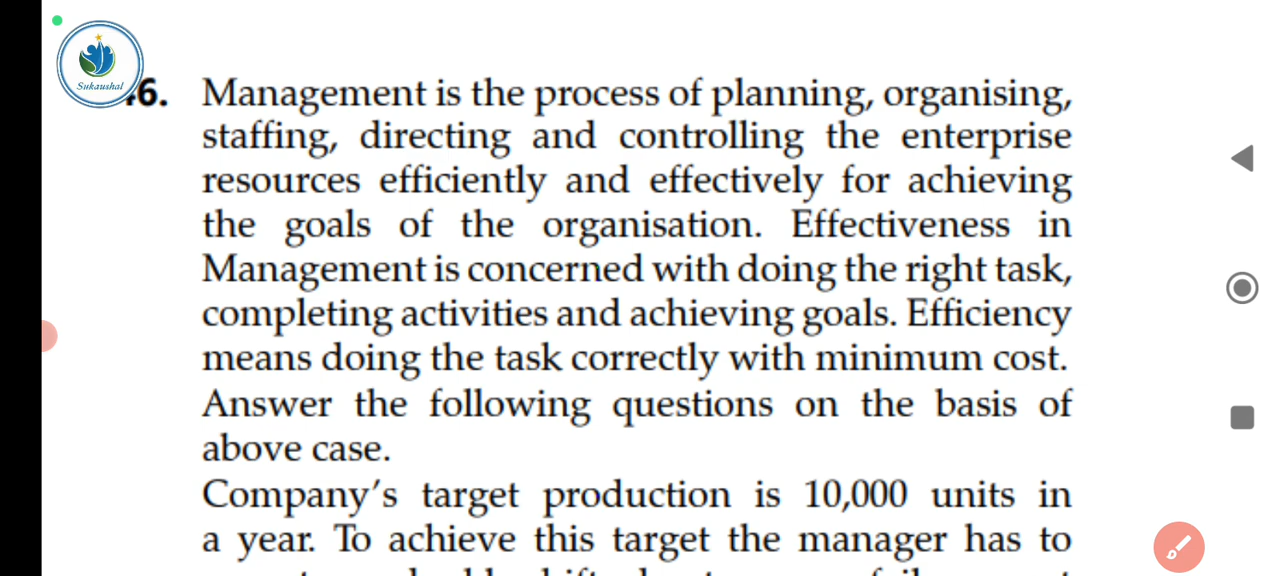 Sukaushal
46. Management is the process of planning, organising,
staffing, directing and controlling the enterprise
resources efficiently and effectively for achieving
the goals of the organisation. Effectiveness in
Management is concerned with doing the right task,
completing activities and achieving goals. Efficiency
means doing the task correctly with minimum cost.
Answer the following questions on the basis of
above case.
Company's target production is 10,000 units in
a year. To achieve this target the manager has to